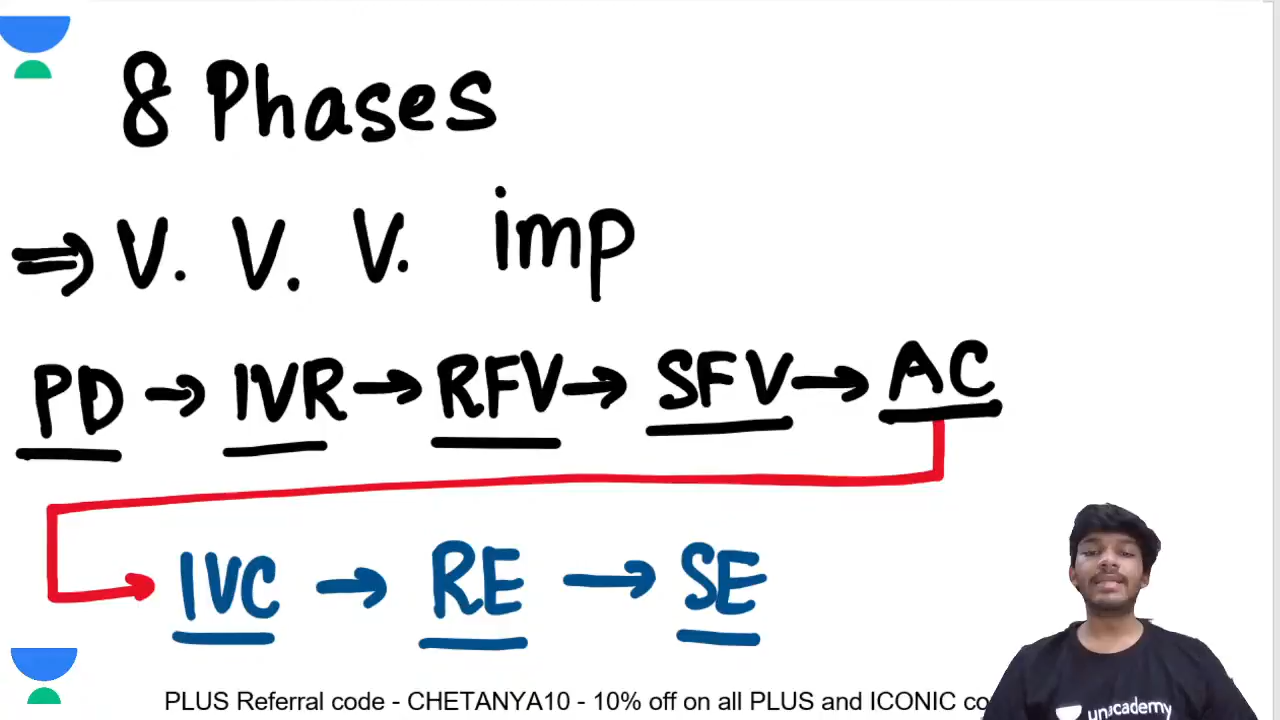 8 Phases
⇒ V. V. V. imp
PD → IVR → RFV → SFV → AC
IVC → RE → SE
unacademy
PLUS Referral code - CHETANYA10 - 10% off on all PLUS and ICONIC co